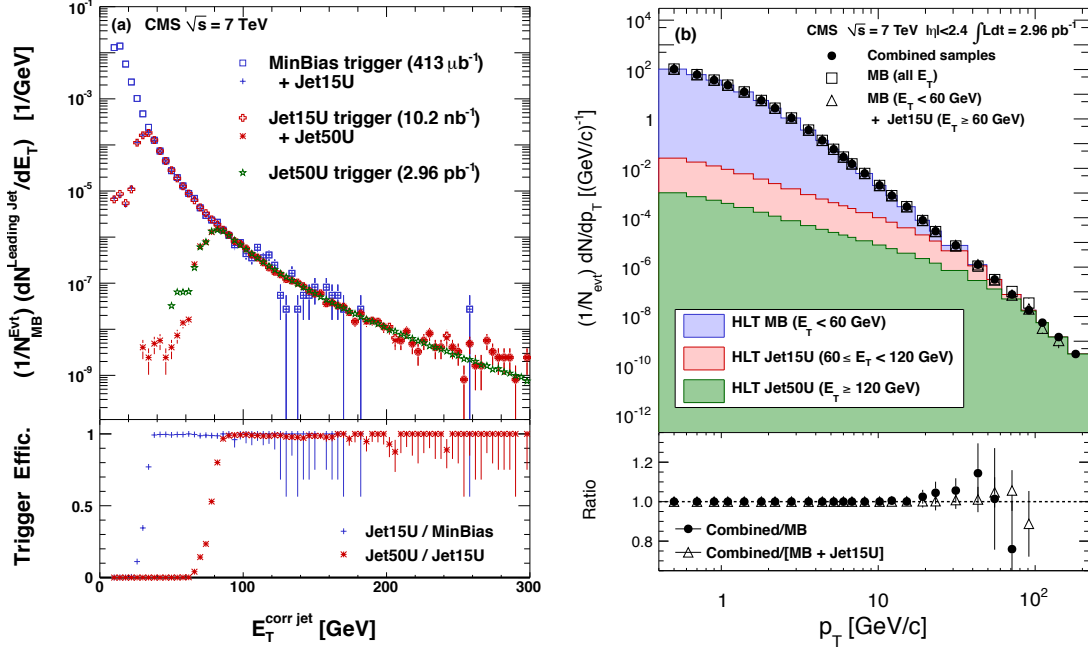 (a) CMS √s = 7 TeV
MinBias trigger (413 μb⁻¹)
+ Jet15U
Jet15U trigger (10.2 nb⁻¹)
+ Jet50U
Jet50U trigger (2.96 pb⁻¹)
(1/N_MB^Evt) (dN^Leading Jet/dE_T) [1/GeV]
10⁻¹
10⁻³
10⁻⁵
10⁻⁷
10⁻⁹
Trigger Effic.
1
0.5
0
Jet15U / MinBias
Jet50U / Jet15U
0 100 200 300
E_T^corr jet [GeV]
(b) CMS √s = 7 TeV |η|<2.4 ∫Ldt = 2.96 pb⁻¹
Combined samples
MB (all E_T)
MB (E_T < 60 GeV)
+ Jet15U (E_T ≥ 60 GeV)
(1/N_evt) dN/dp_T [(GeV/c)⁻¹]
10⁴
10²
1
10⁻²
10⁻⁴
10⁻⁶
10⁻⁸
10⁻¹⁰
10⁻¹²
HLT MB (E_T < 60 GeV)
HLT Jet15U (60 ≤ E_T < 120 GeV)
HLT Jet50U (E_T ≥ 120 GeV)
Ratio
1.2
1.0
0.8
Combined/MB
Combined/[MB + Jet15U]
1 10 10²
p_T [GeV/c]